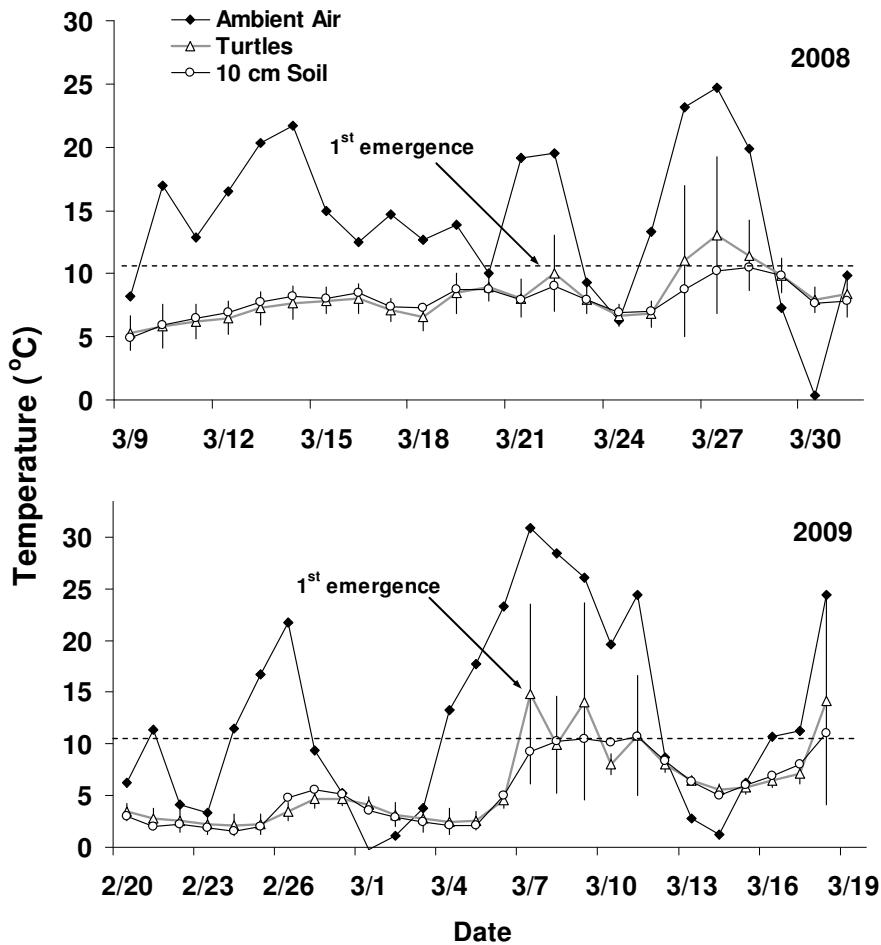 Ambient Air
Turtles
10 cm Soil
2008
1st emergence
30
25
20
15
10
5
0
3/9 3/12 3/15 3/18 3/21 3/24 3/27 3/30
Temperature (°C)
2009
1st emergence
30
25
20
15
10
5
0
2/20 2/23 2/26 3/1 3/4 3/7 3/10 3/13 3/16 3/19
Date